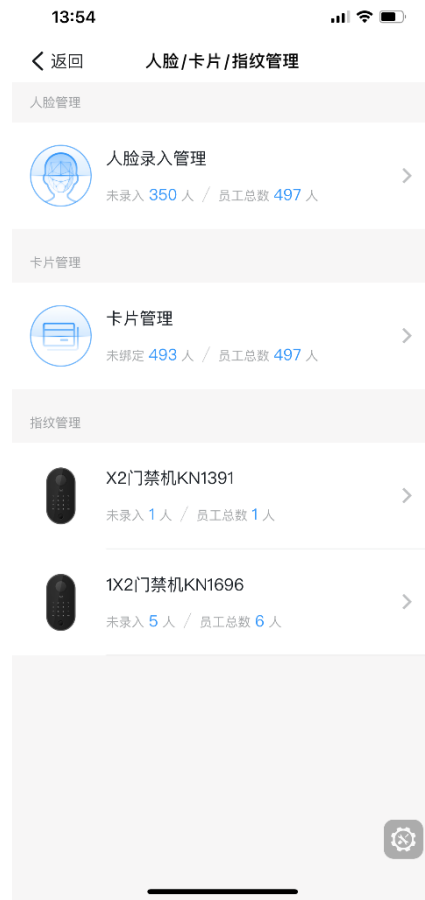 13:54
返回
人脸/卡片/指纹管理
人脸管理
人脸录入管理
未录入 350 人 / 员工总数 497 人
卡片管理
卡片管理
未绑定 493 人 / 员工总数 497 人
指纹管理
X2门禁机KN1391
未录入 1 人 / 员工总数 1 人
1X2门禁机KN1696
未录入 5 人 / 员工总数 6 人